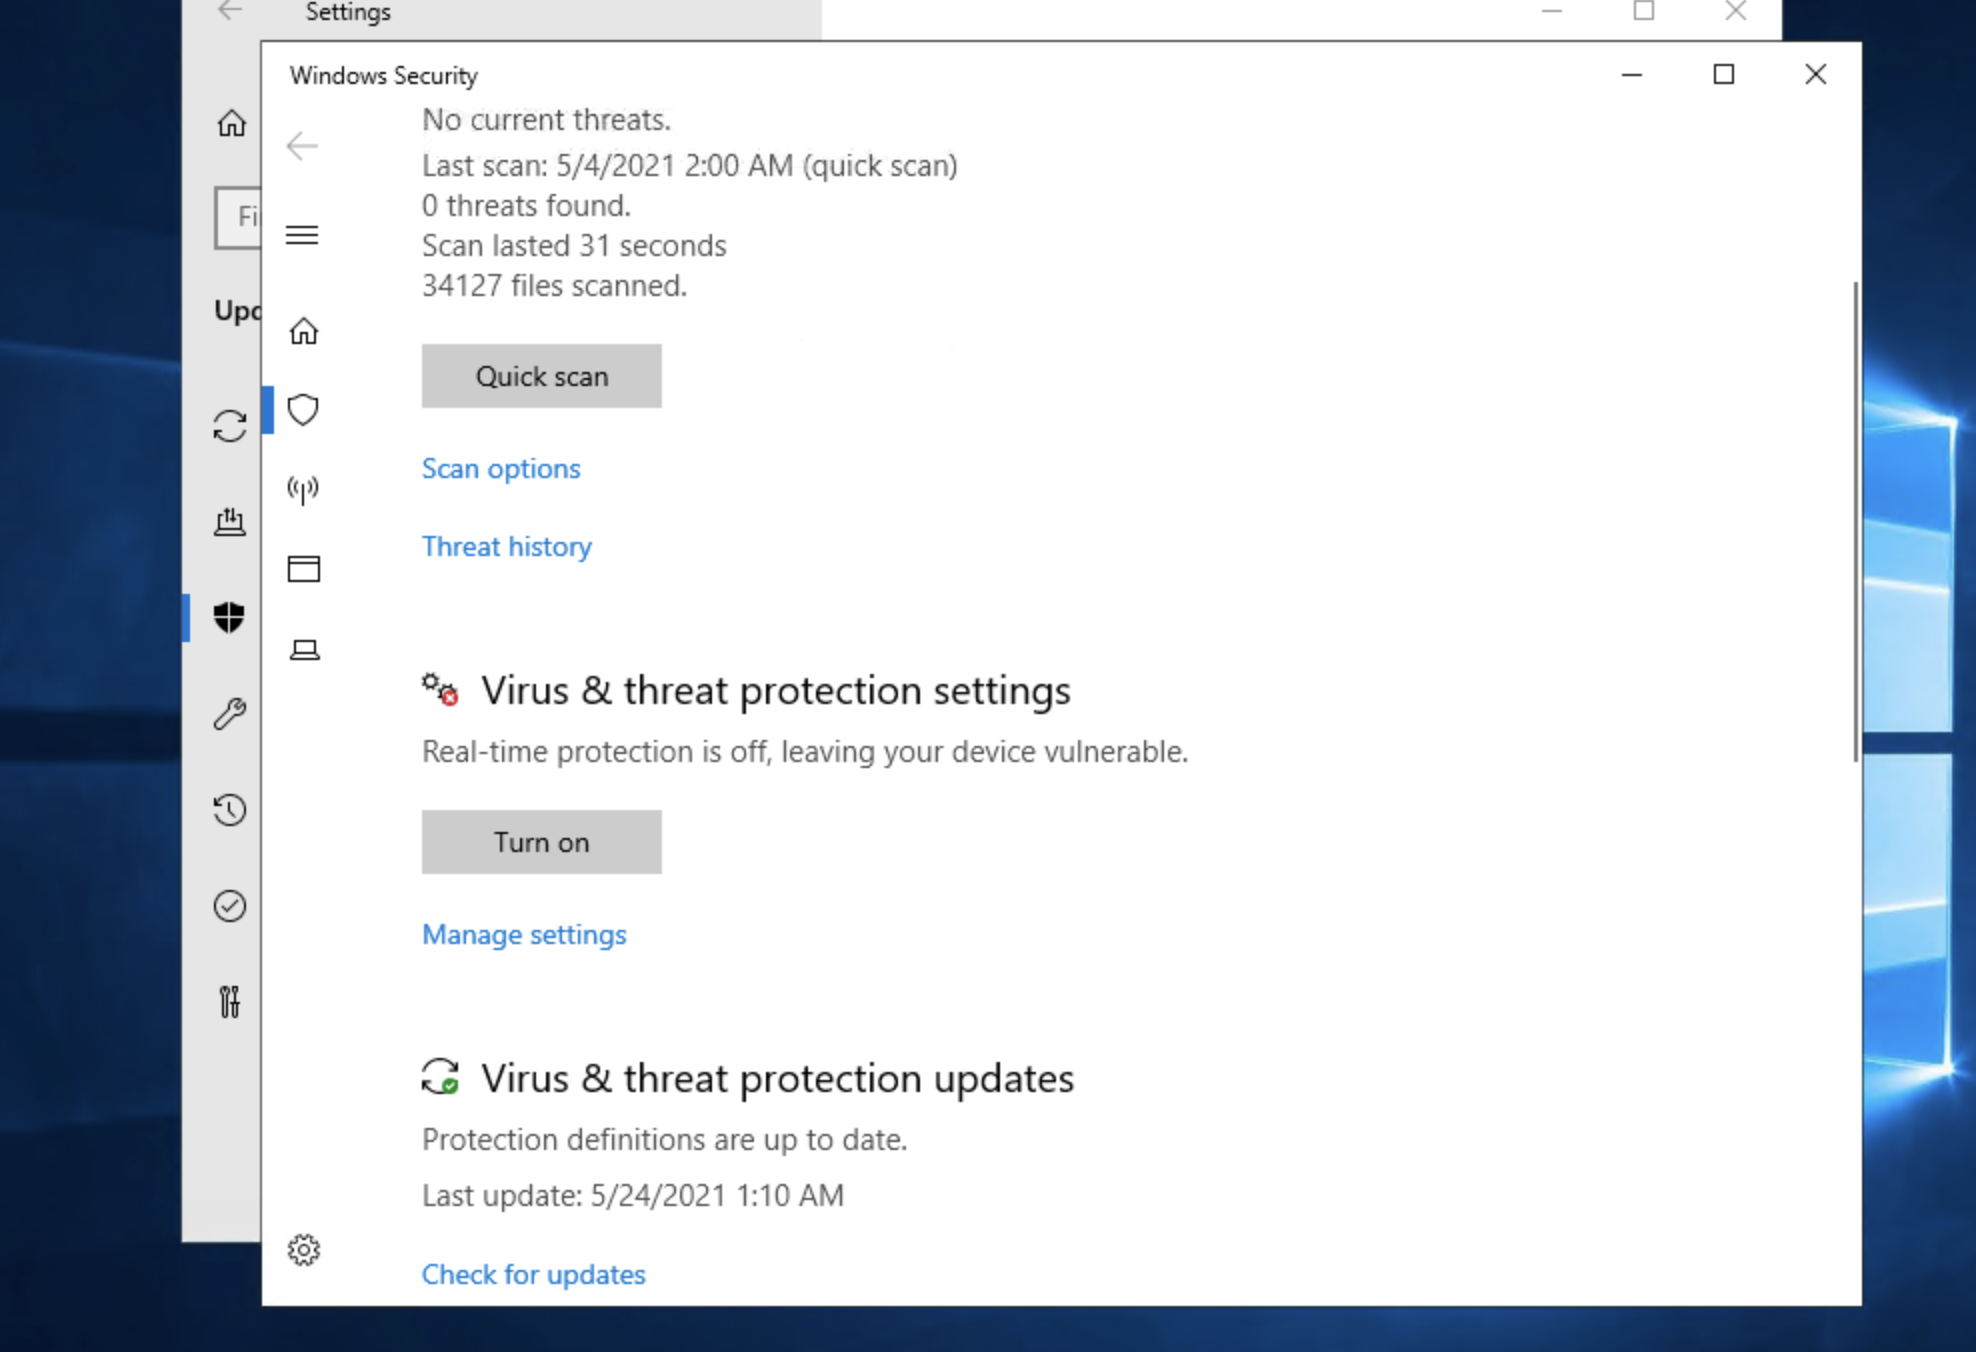 Settings
Windows Security
No current threats.
Last scan: 5/4/2021 2:00 AM (quick scan)
0 threats found.
Scan lasted 31 seconds
34127 files scanned.
Fi
Upd
Quick scan
Scan options
Threat history
Virus & threat protection settings
Real-time protection is off, leaving your device vulnerable.
Turn on
Manage settings
Virus & threat protection updates
Protection definitions are up to date.
Last update: 5/24/2021 1:10 AM
Check for updates